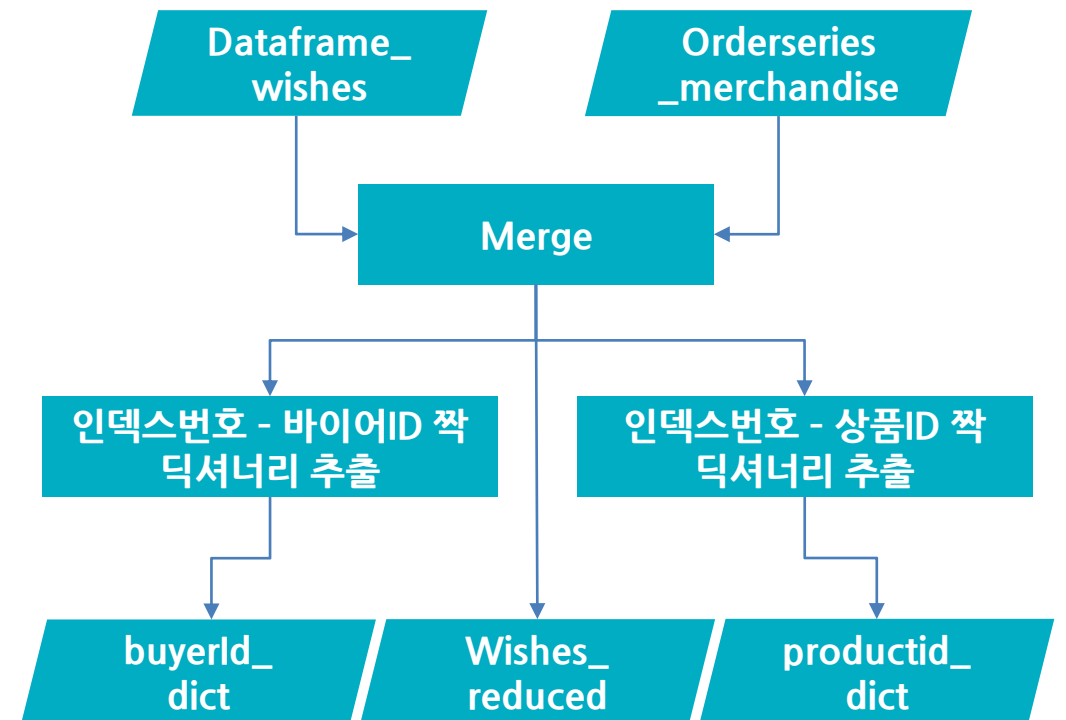 Dataframe_
wishes
Orderseries
_merchandise
Merge
인덱스번호 - 바이어ID 짝
딕셔너리 추출
인덱스번호 - 상품ID 짝
딕셔너리 추출
buyerId_
dict
Wishes_
reduced
productid_
dict